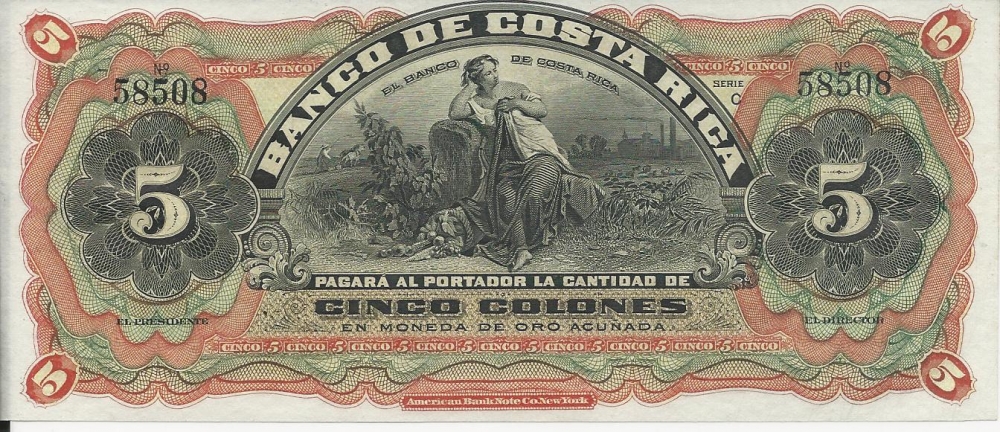 5 5
BANCO DE COSTA RICA
CINCO 5 CINCO
CINCO 5 CINCO
Nº
58508
EL BANCO DE COSTA RICA
SERIE
C
Nº
58508
5 5
PAGARÁ AL PORTADOR LA CANTIDAD DE
CINCO COLONES
EN MONEDA DE ORO ACUÑADA
EL PRESIDENTE
EL DIRECTOR
CINCO 5 CINCO 5 CINCO 5 CINCO 5 CINCO 5 CINCO 5 CINCO 5 CINCO 5 CINCO
5 5
American Bank Note Co. New York